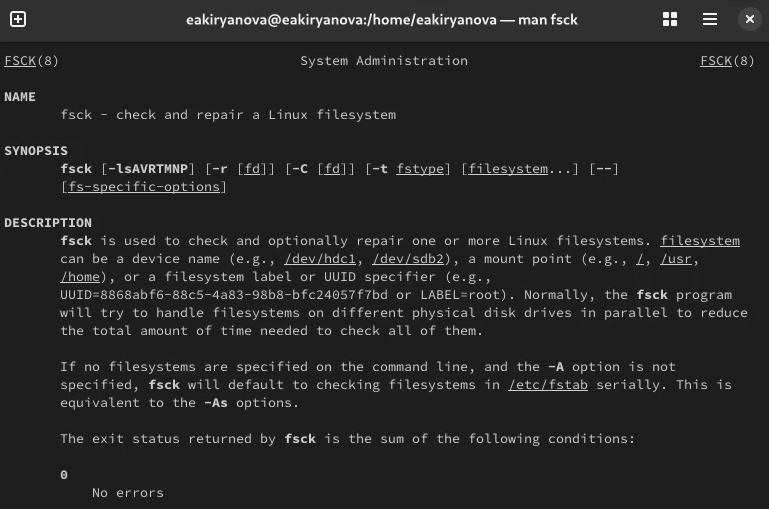 eakiryanova@eakiryanova:/home/eakiryanova — man fsck
FSCK(8) System Administration FSCK(8)
NAME
fsck - check and repair a Linux filesystem
SYNOPSIS
fsck [-lsAVRTMNP] [-r [fd]] [-C [fd]] [-t fstype] [filesystem...] [--]
[fs-specific-options]
DESCRIPTION
fsck is used to check and optionally repair one or more Linux filesystems. filesystem
can be a device name (e.g., /dev/hdc1, /dev/sdb2), a mount point (e.g., /, /usr,
/home), or a filesystem label or UUID specifier (e.g.,
UUID=8868abf6-88c5-4a83-98b8-bfc24057f7bd or LABEL=root). Normally, the fsck program
will try to handle filesystems on different physical disk drives in parallel to reduce
the total amount of time needed to check all of them.
If no filesystems are specified on the command line, and the -A option is not
specified, fsck will default to checking filesystems in /etc/fstab serially. This is
equivalent to the -As options.
The exit status returned by fsck is the sum of the following conditions:
0
No errors